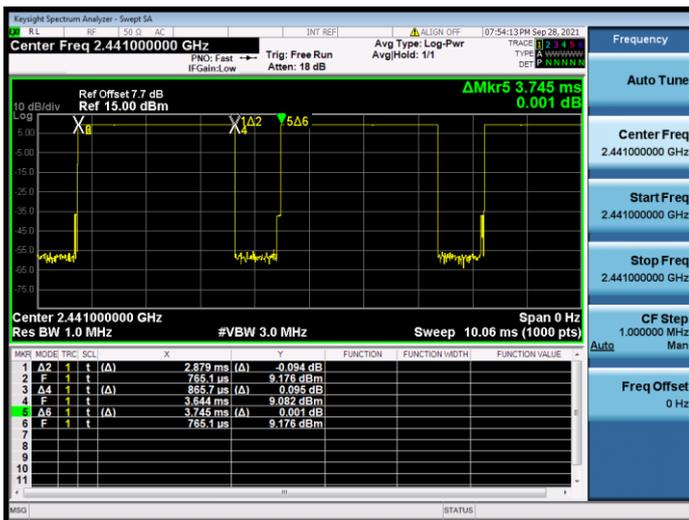 Keysight Spectrum Analyzer - Swept SA
RL RF 50 Ω AC INT REF ALIGN OFF 07:54:13 PM Sep 28, 2021
Center Freq 2.441000000 GHz
PNO: Fast
IFGain:Low
Trig: Free Run
Atten: 18 dB
Avg Type: Log-Pwr
Avg|Hold: 1/1
TRACE 1 2 3 4 5 6
TYPE A WWWWW
DET P N N N N N
Ref Offset 7.7 dB
Ref 15.00 dBm
10 dB/div
Log
ΔMkr5 3.745 ms
0.001 dB
1Δ2
5Δ6
4
5.00
-5.00
-15.0
-25.0
-35.0
-45.0
-55.0
-65.0
-75.0
Center 2.441000000 GHz
Span 0 Hz
Res BW 1.0 MHz
#VBW 3.0 MHz
Sweep 10.06 ms (1000 pts)
MKR MODE TRC SCL X Y FUNCTION FUNCTION WIDTH FUNCTION VALUE
1 Δ2 1 t (Δ) 2.879 ms (Δ) -0.094 dB
2 F 1 t 765.1 µs 9.176 dBm
3 Δ4 1 t (Δ) 865.7 µs (Δ) 0.095 dB
4 F 1 t 3.644 ms 9.082 dBm
5 Δ6 1 t (Δ) 3.745 ms (Δ) 0.001 dB
6 F 1 t 765.1 µs 9.176 dBm
7
8
9
10
11
MSG
STATUS
Frequency
Auto Tune
Center Freq
2.441000000 GHz
Start Freq
2.441000000 GHz
Stop Freq
2.441000000 GHz
CF Step
1.000000 MHz
Auto Man
Freq Offset
0 Hz